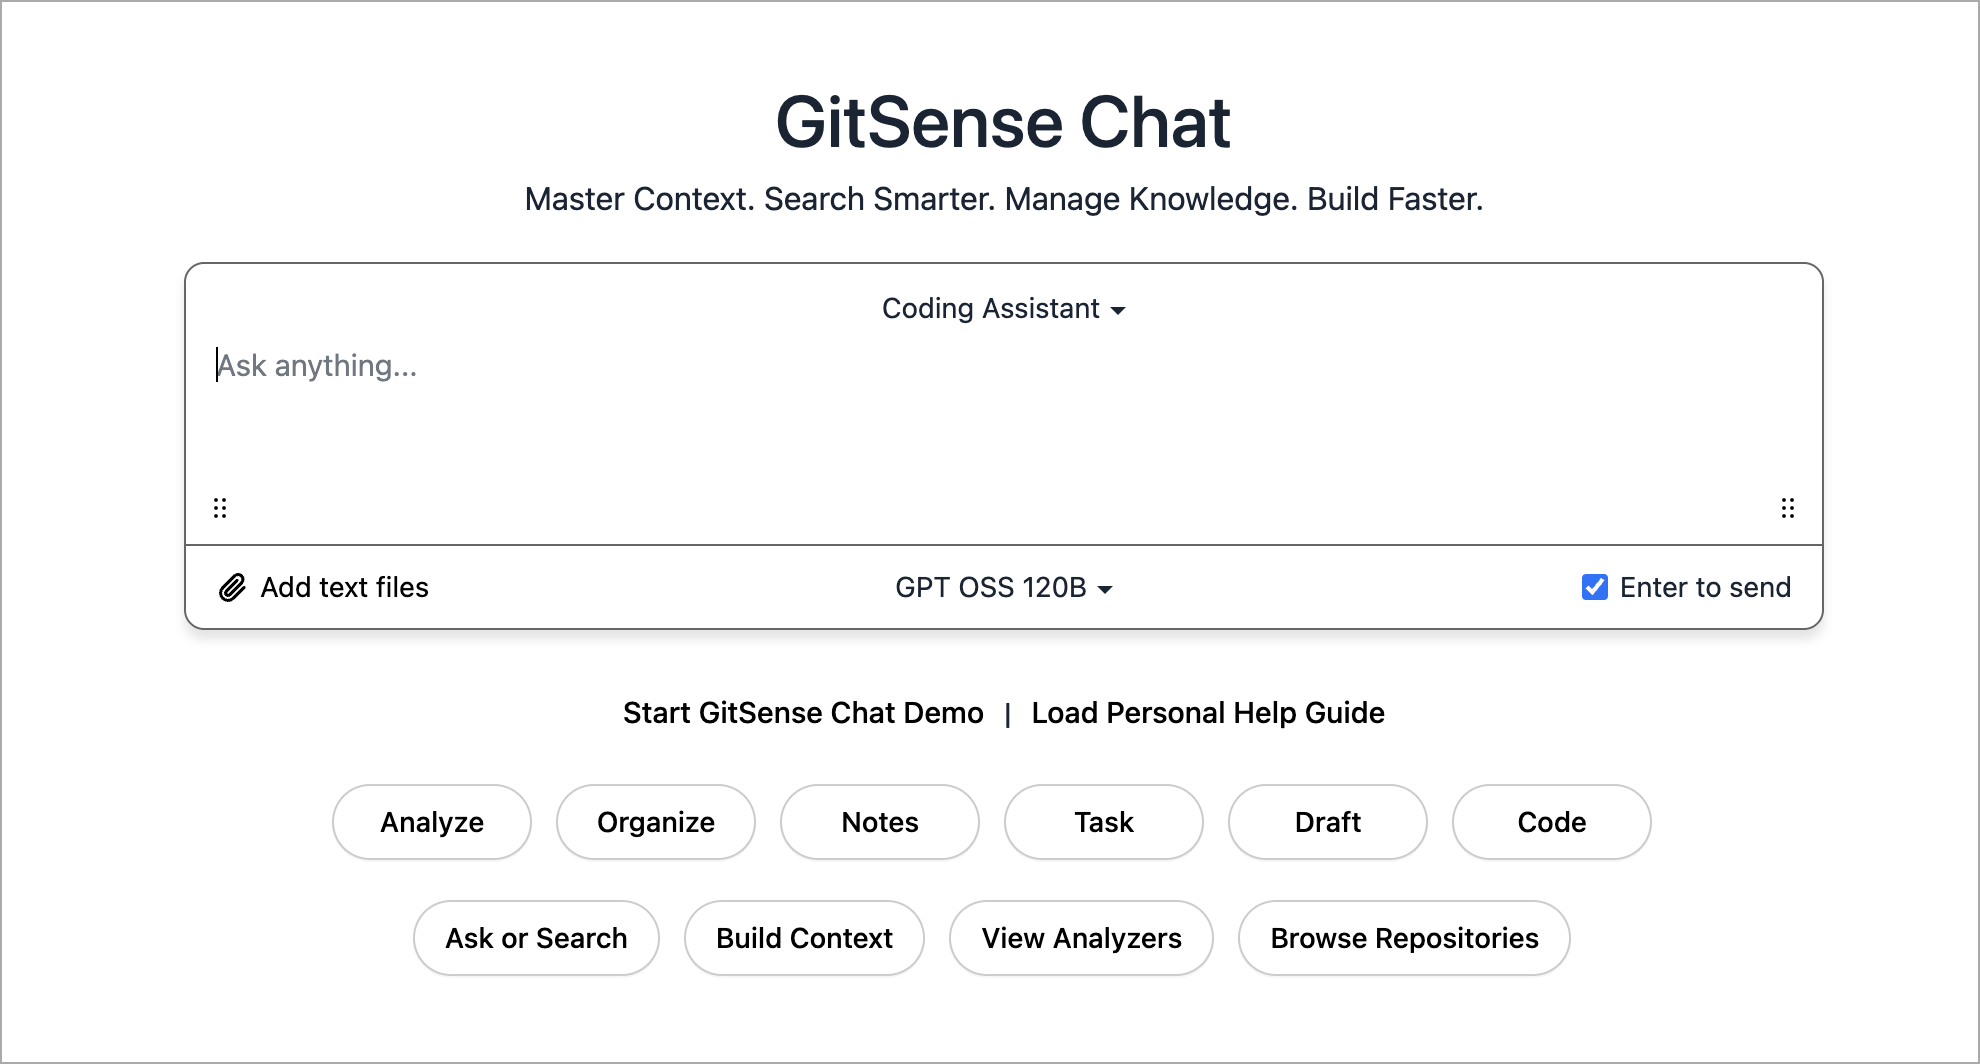 GitSense Chat
Master Context. Search Smarter. Manage Knowledge. Build Faster.
Coding Assistant
Ask anything...
Add text files
GPT OSS 120B
Enter to send
Start GitSense Chat Demo | Load Personal Help Guide
Analyze
Organize
Notes
Task
Draft
Code
Ask or Search
Build Context
View Analyzers
Browse Repositories